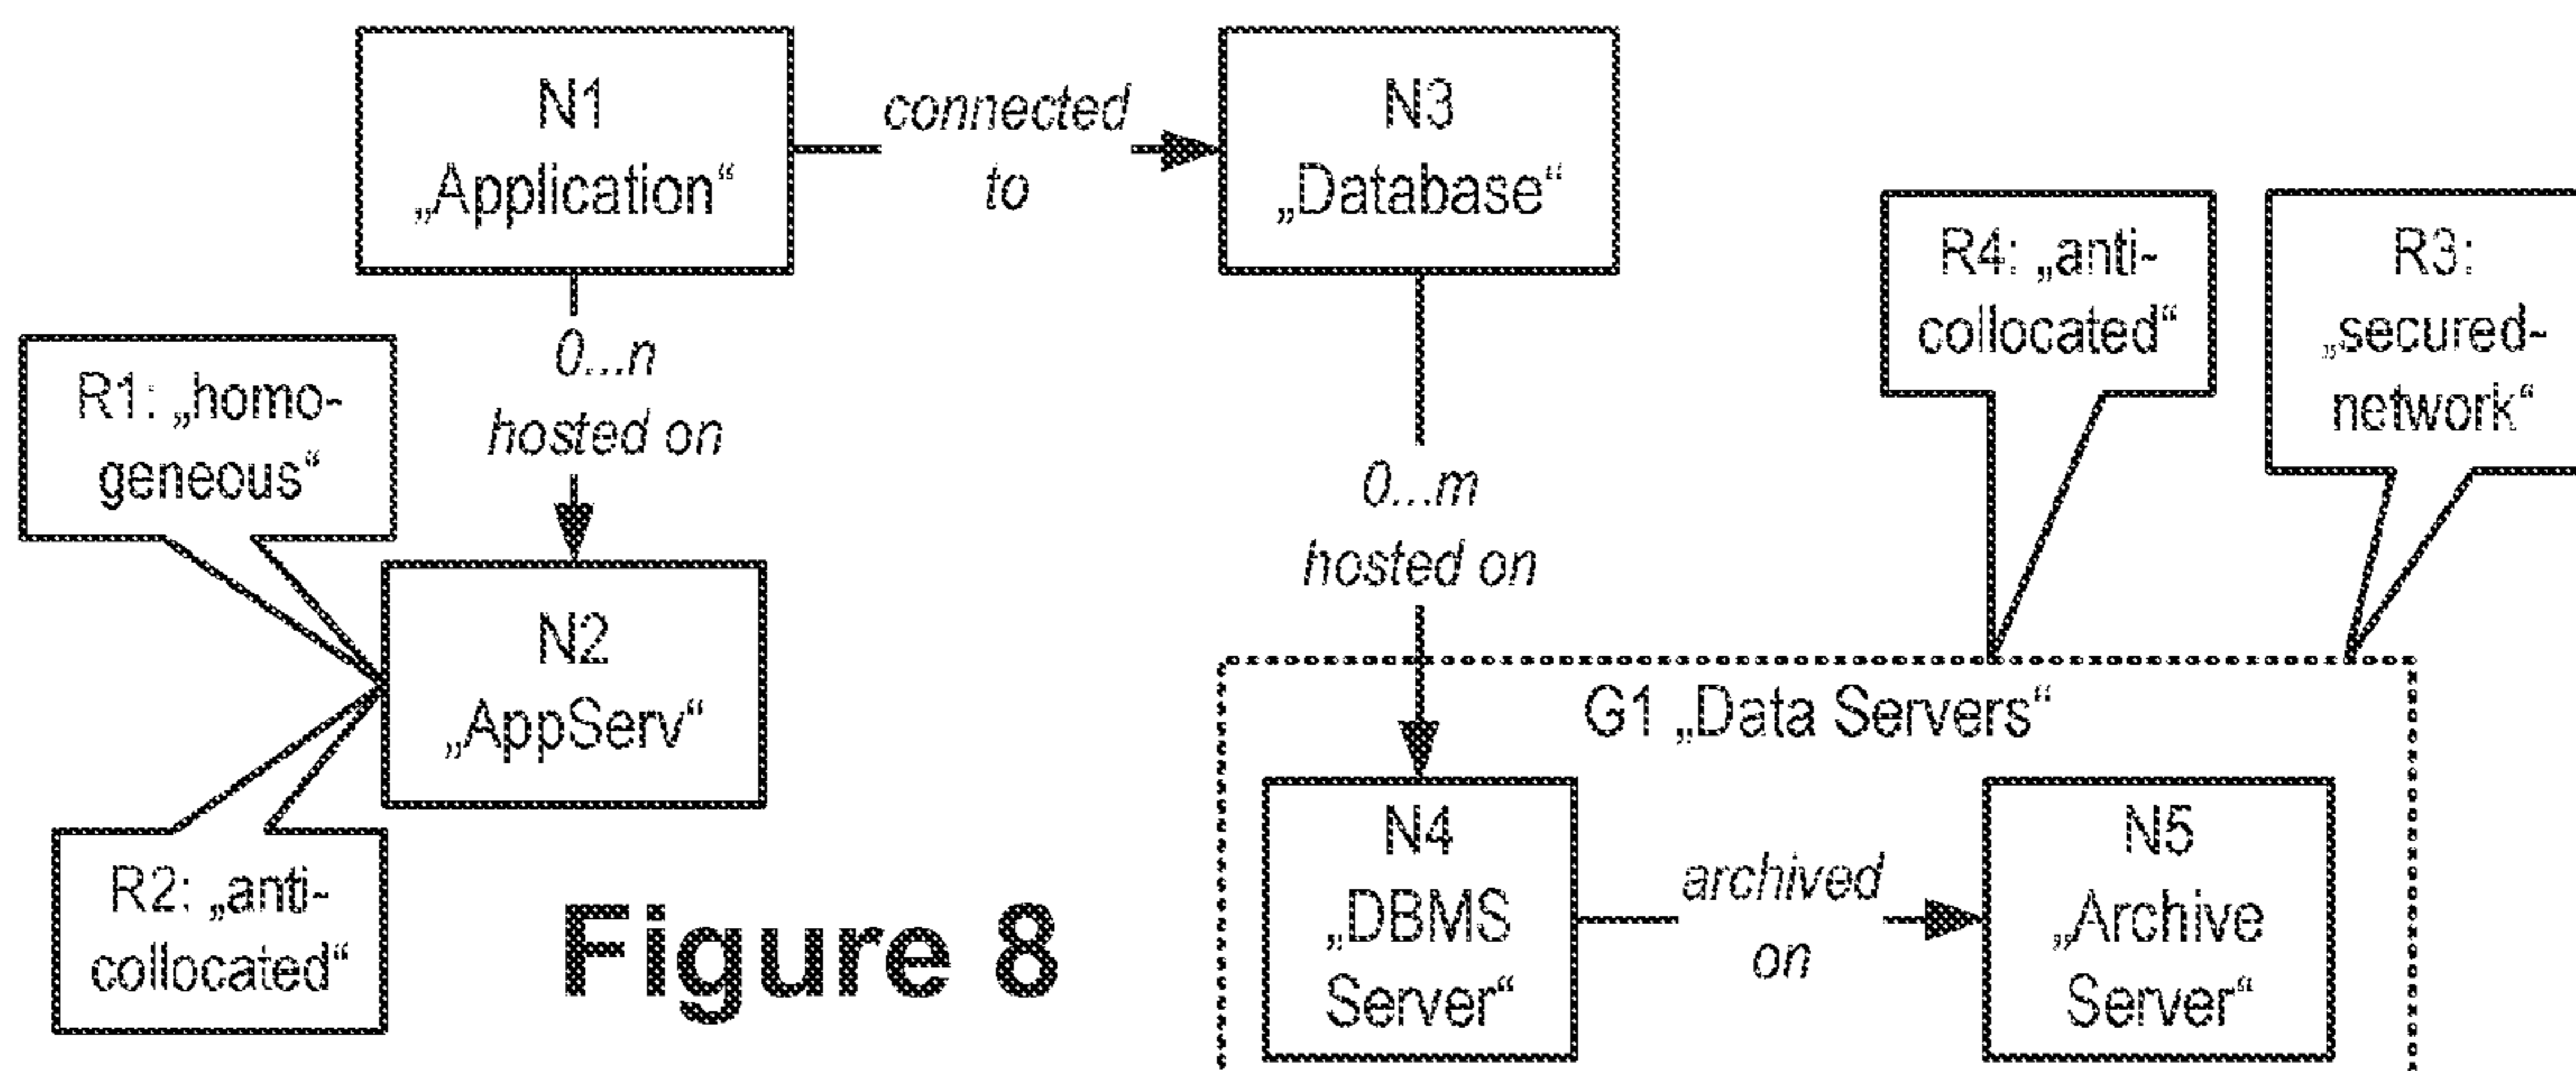 N1
„Application“
connected
to
N3
„Database“
R4: „anti-
collocated“
R3:
„secured-
network“
0...n
hosted on
R1: „homo-
geneous“
0...m
hosted on
N2
„AppServ“
G1 „Data Servers“
R2: „anti-
collocated“
N4
„DBMS
Server“
archived
on
N5
„Archive
Server“
Figure 8